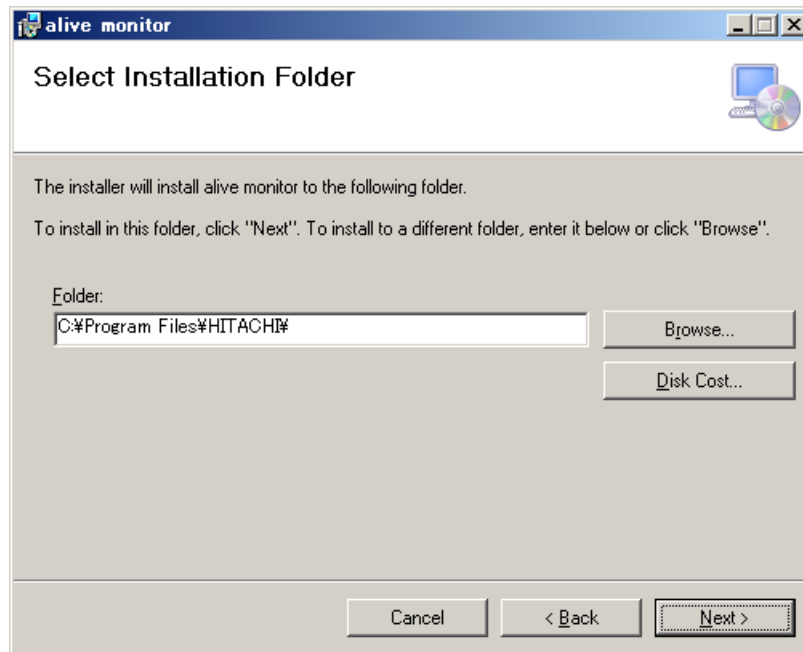 alive monitor
Select Installation Folder
The installer will install alive monitor to the following folder.
To install in this folder, click "Next". To install to a different folder, enter it below or click "Browse".
Folder:
C:¥Program Files¥HITACHI¥
Browse...
Disk Cost...
Cancel
< Back
Next >